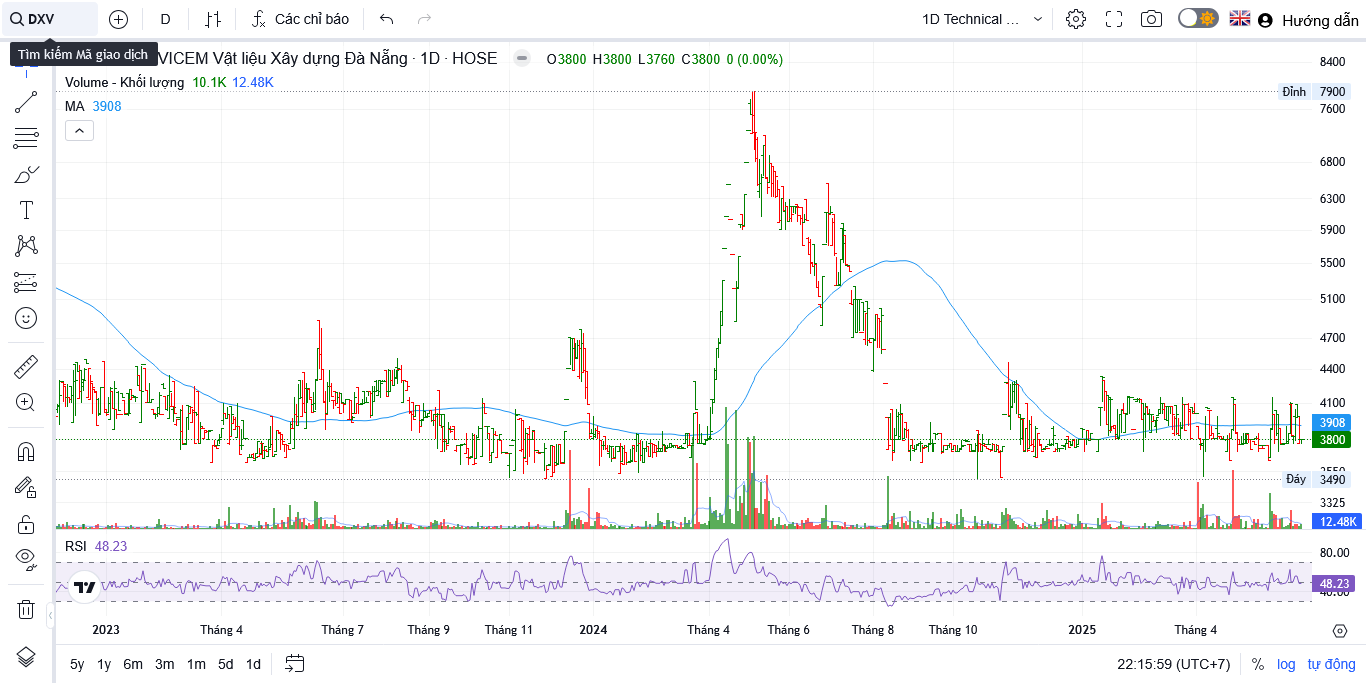 DXV
D
Các chỉ báo
1D Technical ...
Hướng dẫn
Tìm kiếm Mã giao dịch
VICEM Vật liệu Xây dựng Đà Nẵng · 1D · HOSE
O3800 H3800 L3760 C3800 0 (0.00%)
Volume - Khối lượng 10.1K 12.48K
MA 3908
8400
Đỉnh 7900
7600
6800
6300
5900
5500
5100
4700
4400
4100
3908
3800
3550
Đáy 3490
3325
12.48K
RSI 48.23
80.00
48.23
40.00
2023 Tháng 4 Tháng 7 Tháng 9 Tháng 11 2024 Tháng 4 Tháng 6 Tháng 8 Tháng 10 2025 Tháng 4
5y 1y 6m 3m 1m 5d 1d
22:15:59 (UTC+7) % log tự động